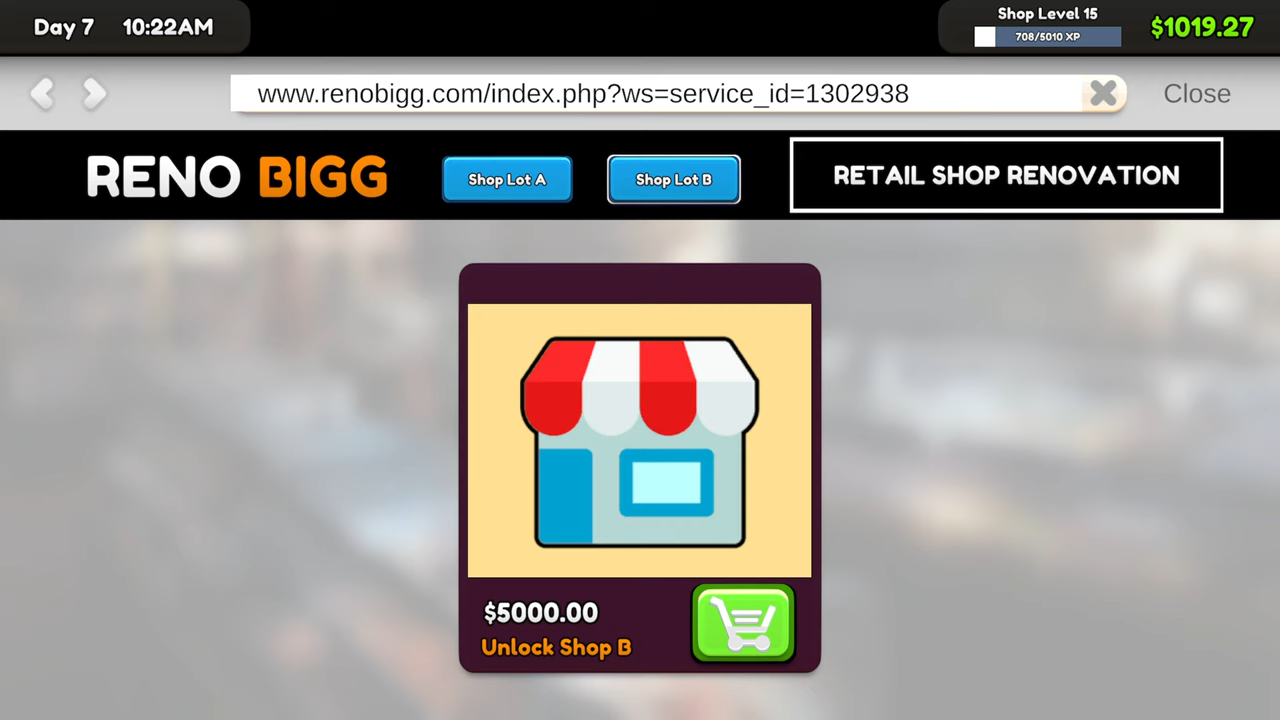 Day 7 10:22AM
Shop Level 15
708/5010 XP
$1019.27
www.renobigg.com/index.php?ws=service_id=1302938
Close
RENO BIGG
Shop Lot A
Shop Lot B
RETAIL SHOP RENOVATION
$5000.00
Unlock Shop B